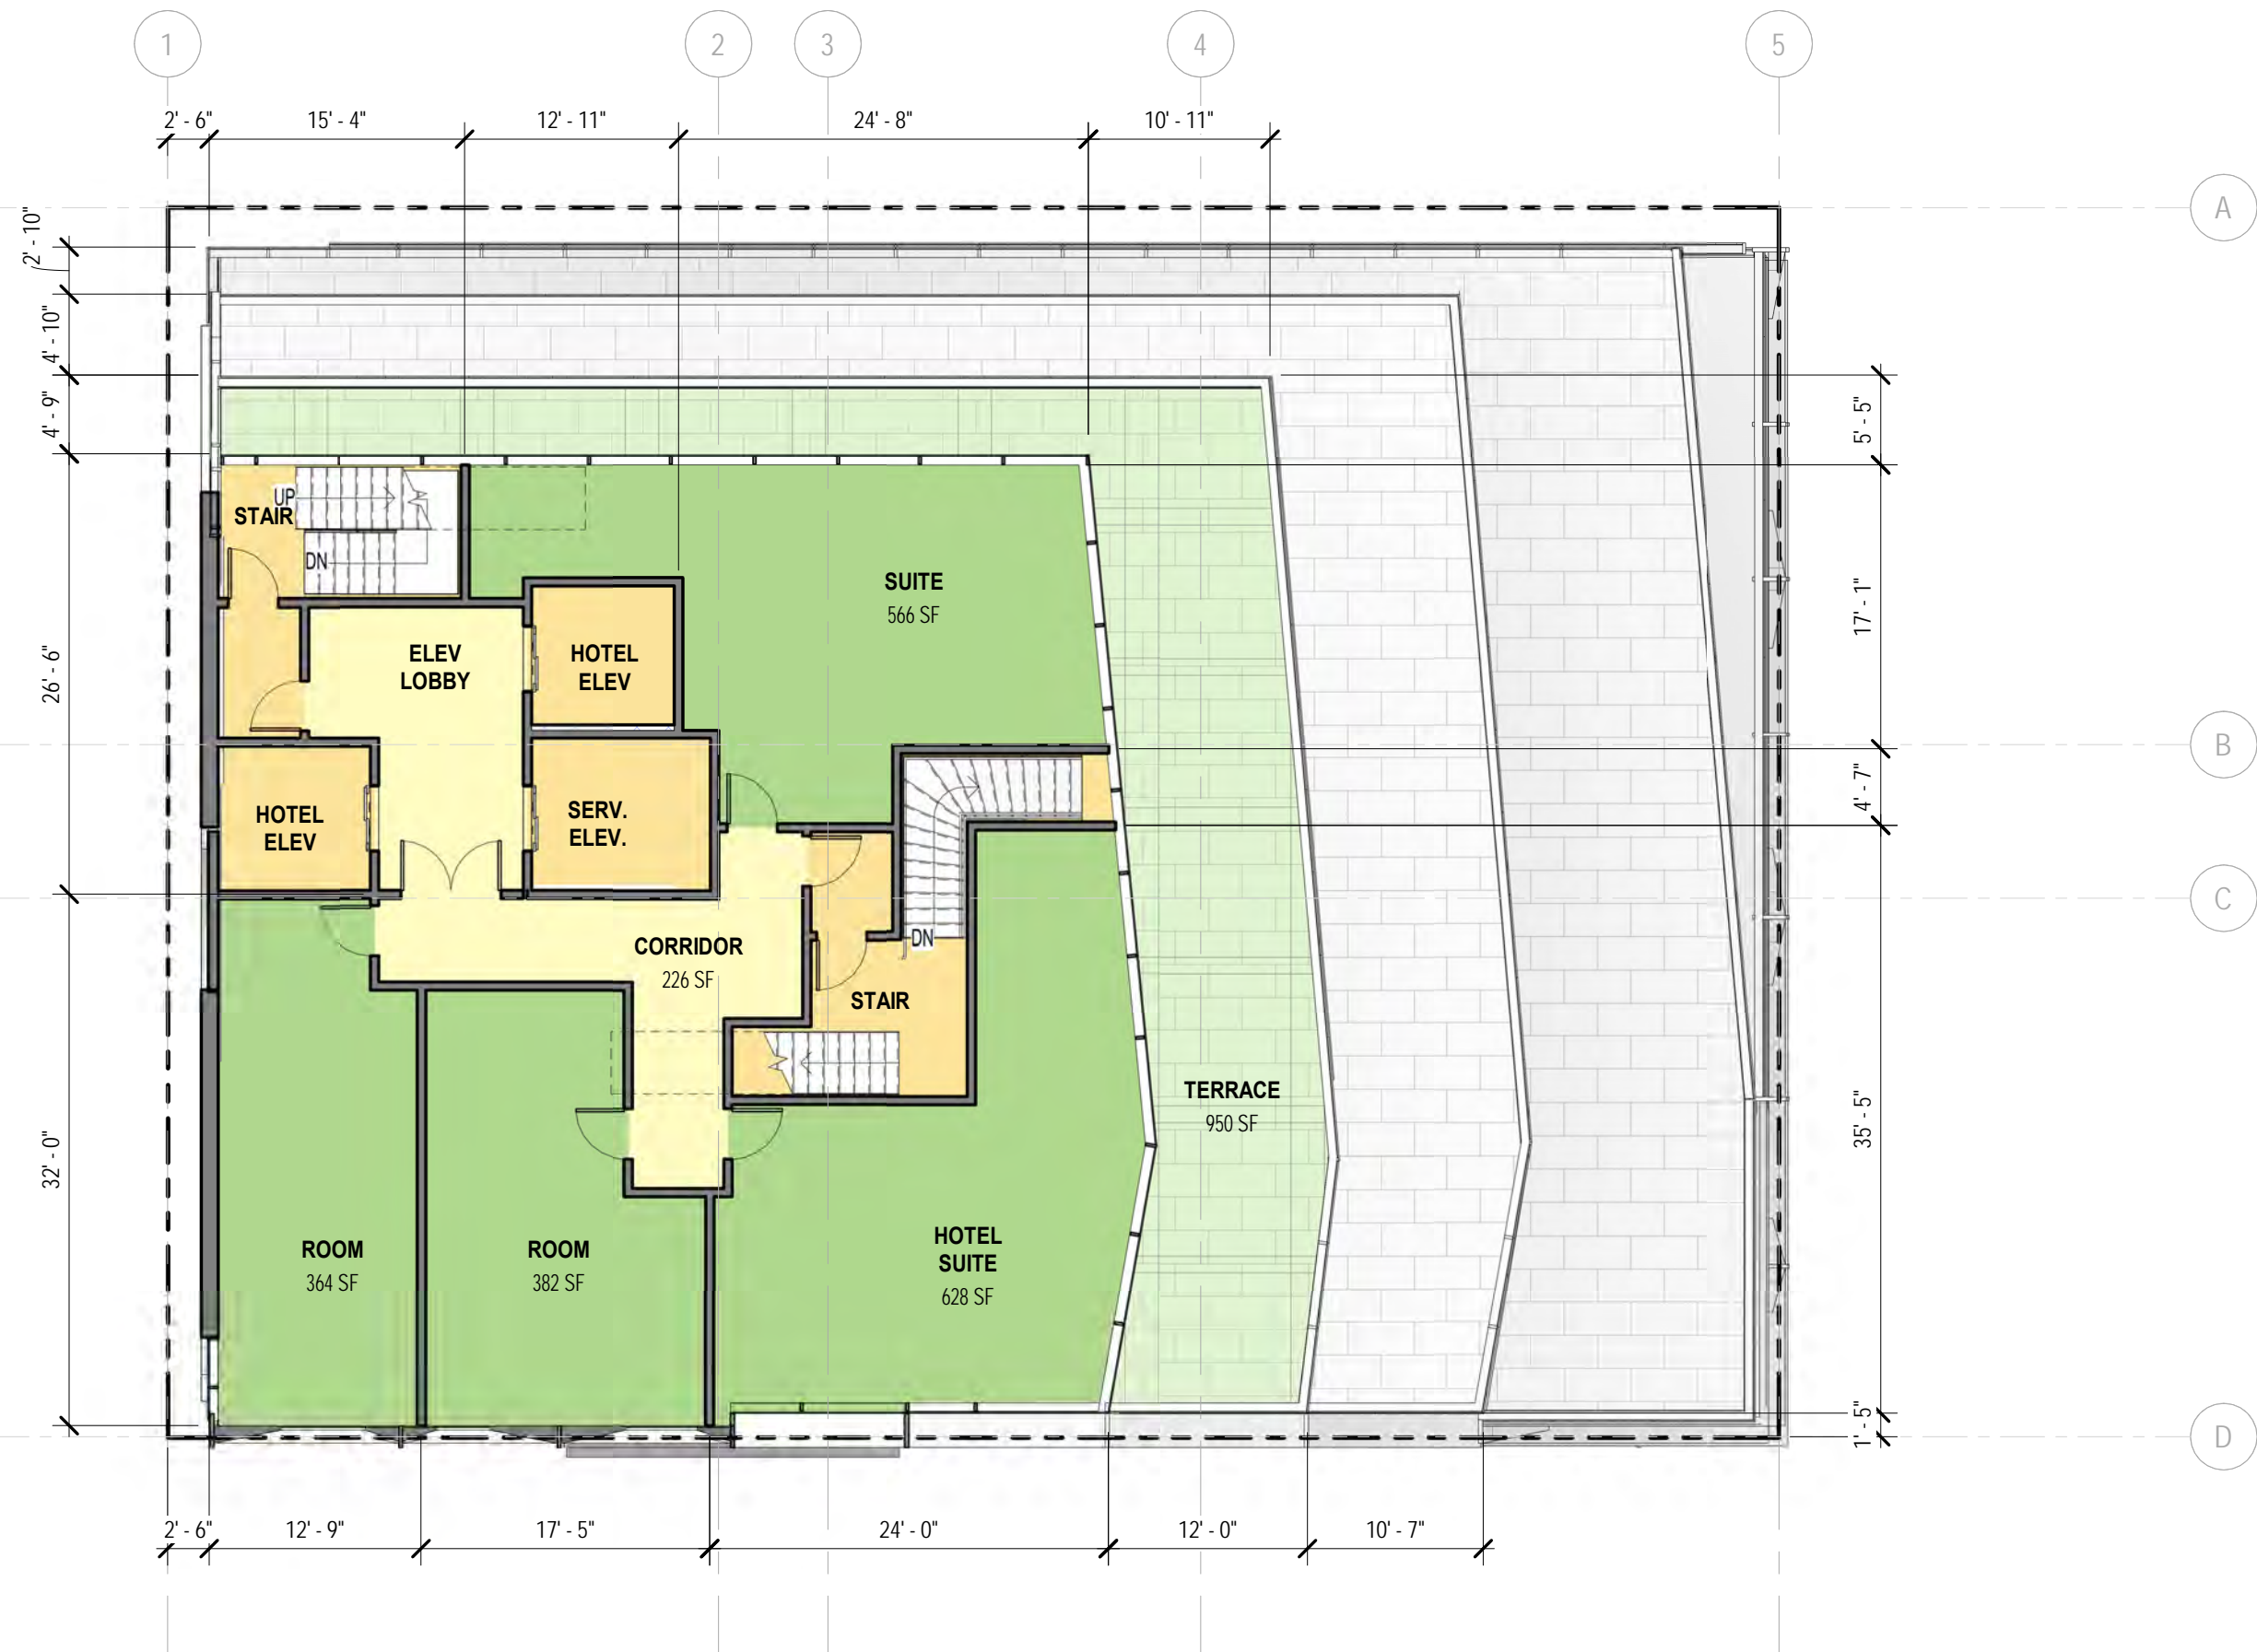 1
2
3
4
5
2' - 6"
15' - 4"
12' - 11"
24' - 8"
10' - 11"
A
2' - 10"
4' - 10"
4' - 9"
5' - 5"
UP
STAIR
DN
SUITE
566 SF
17' - 1"
26' - 6"
ELEV
LOBBY
HOTEL
ELEV
B
4' - 7"
HOTEL
ELEV
SERV.
ELEV.
C
CORRIDOR
226 SF
DN
STAIR
TERRACE
950 SF
35' - 5"
32' - 0"
ROOM
364 SF
ROOM
382 SF
HOTEL
SUITE
628 SF
1' - 5"
D
2' - 6"
12' - 9"
17' - 5"
24' - 0"
12' - 0"
10' - 7"